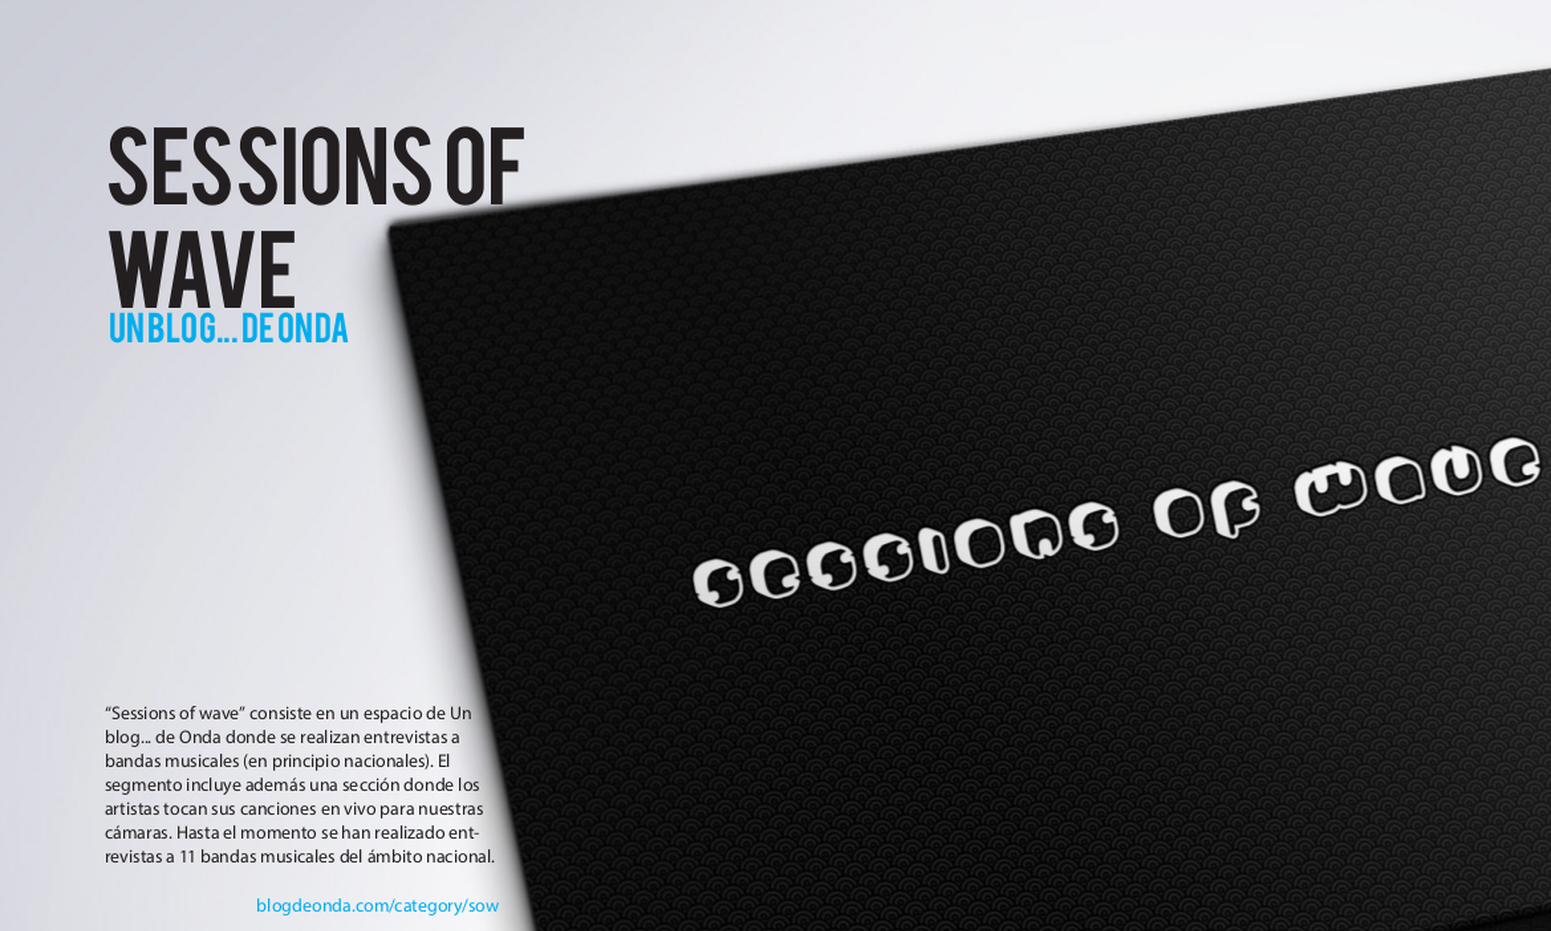 SESSIONS OF
WAVE
UN BLOG... DE ONDA
SESSIONS OF WAVE
“Sessions of wave” consiste en un espacio de Un
blog... de Onda donde se realizan entrevistas a
bandas musicales (en principio nacionales). El
segmento incluye además una sección donde los
artistas tocan sus canciones en vivo para nuestras
cámaras. Hasta el momento se han realizado ent-
revistas a 11 bandas musicales del ámbito nacional.
blogdeonda.com/category/sow